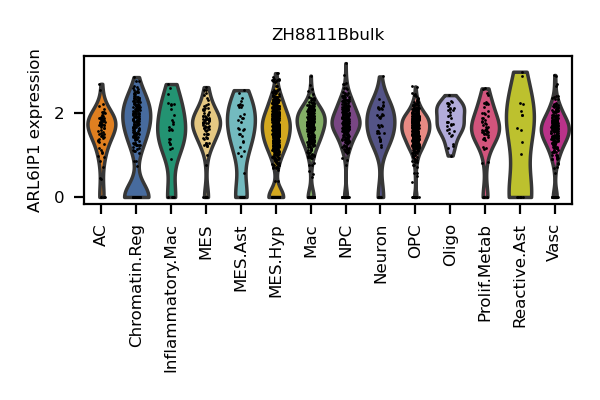 ZH8811Bbulk
ARL6IP1 expression
2
0
AC
Chromatin.Reg
Inflammatory.Mac
MES
MES.Ast
MES.Hyp
Mac
NPC
Neuron
OPC
Oligo
Prolif.Metab
Reactive.Ast
Vasc